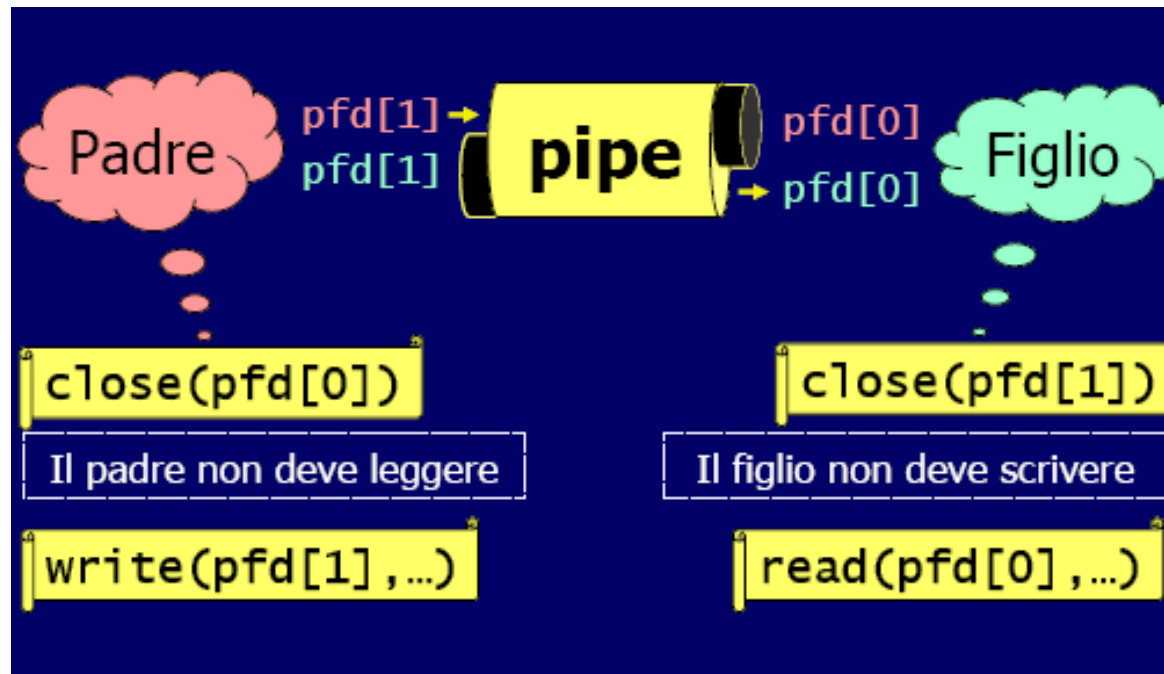 Padre
pfd[1]
pfd[1]
pipe
pfd[0]
pfd[0]
Figlio
close(pfd[0])
close(pfd[1])
Il padre non deve leggere
Il figlio non deve scrivere
write(pfd[1],…)
read(pfd[0],…)